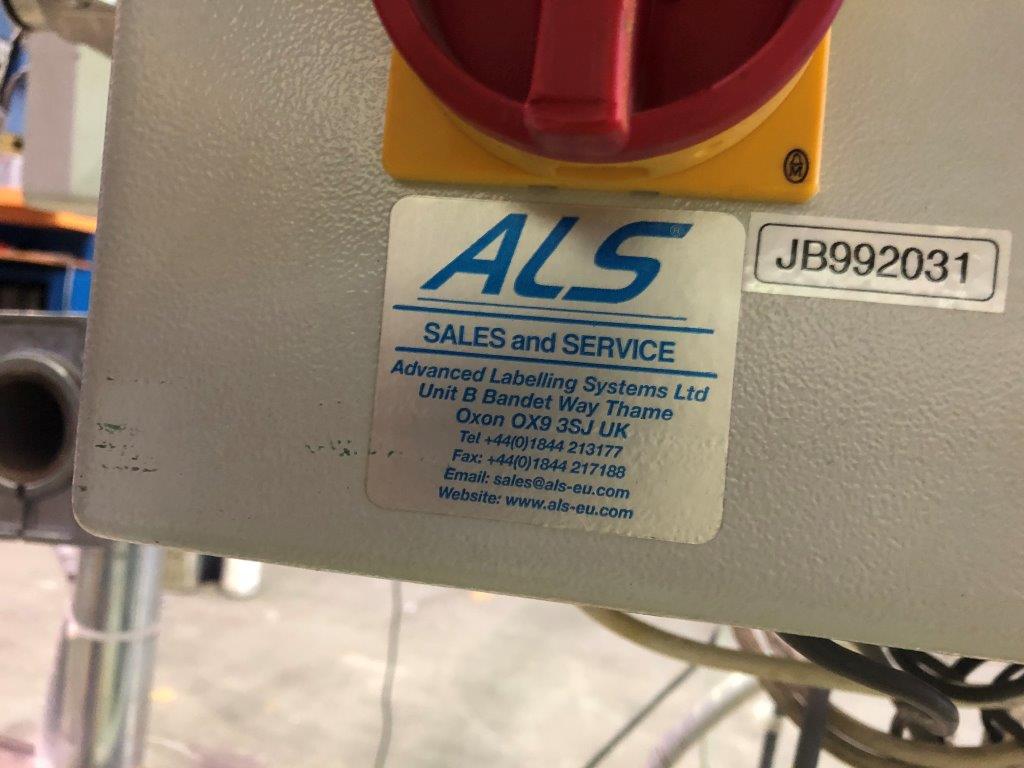 ALS®
SALES and SERVICE
Advanced Labelling Systems Ltd
Unit B Bandet Way Thame
Oxon OX9 3SJ UK
Tel +44(0)1844 213177
Fax: +44(0)1844 217188
Email: sales@als-eu.com
Website: www.als-eu.com
JB992031